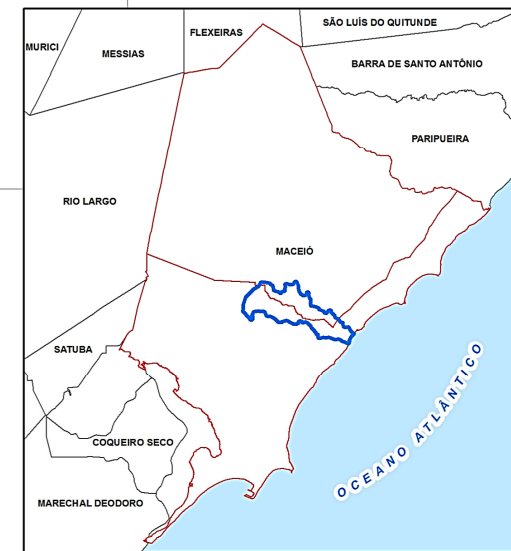 SÃO LUÍS DO QUITUNDE
FLEXEIRAS
MURICI
MESSIAS
BARRA DE SANTO ANTÔNIO
PARIPUEIRA
RIO LARGO
MACEIÓ
SATUBA
COQUEIRO SECO
MARECHAL DEODORO
OCEANO ATLÂNTICO